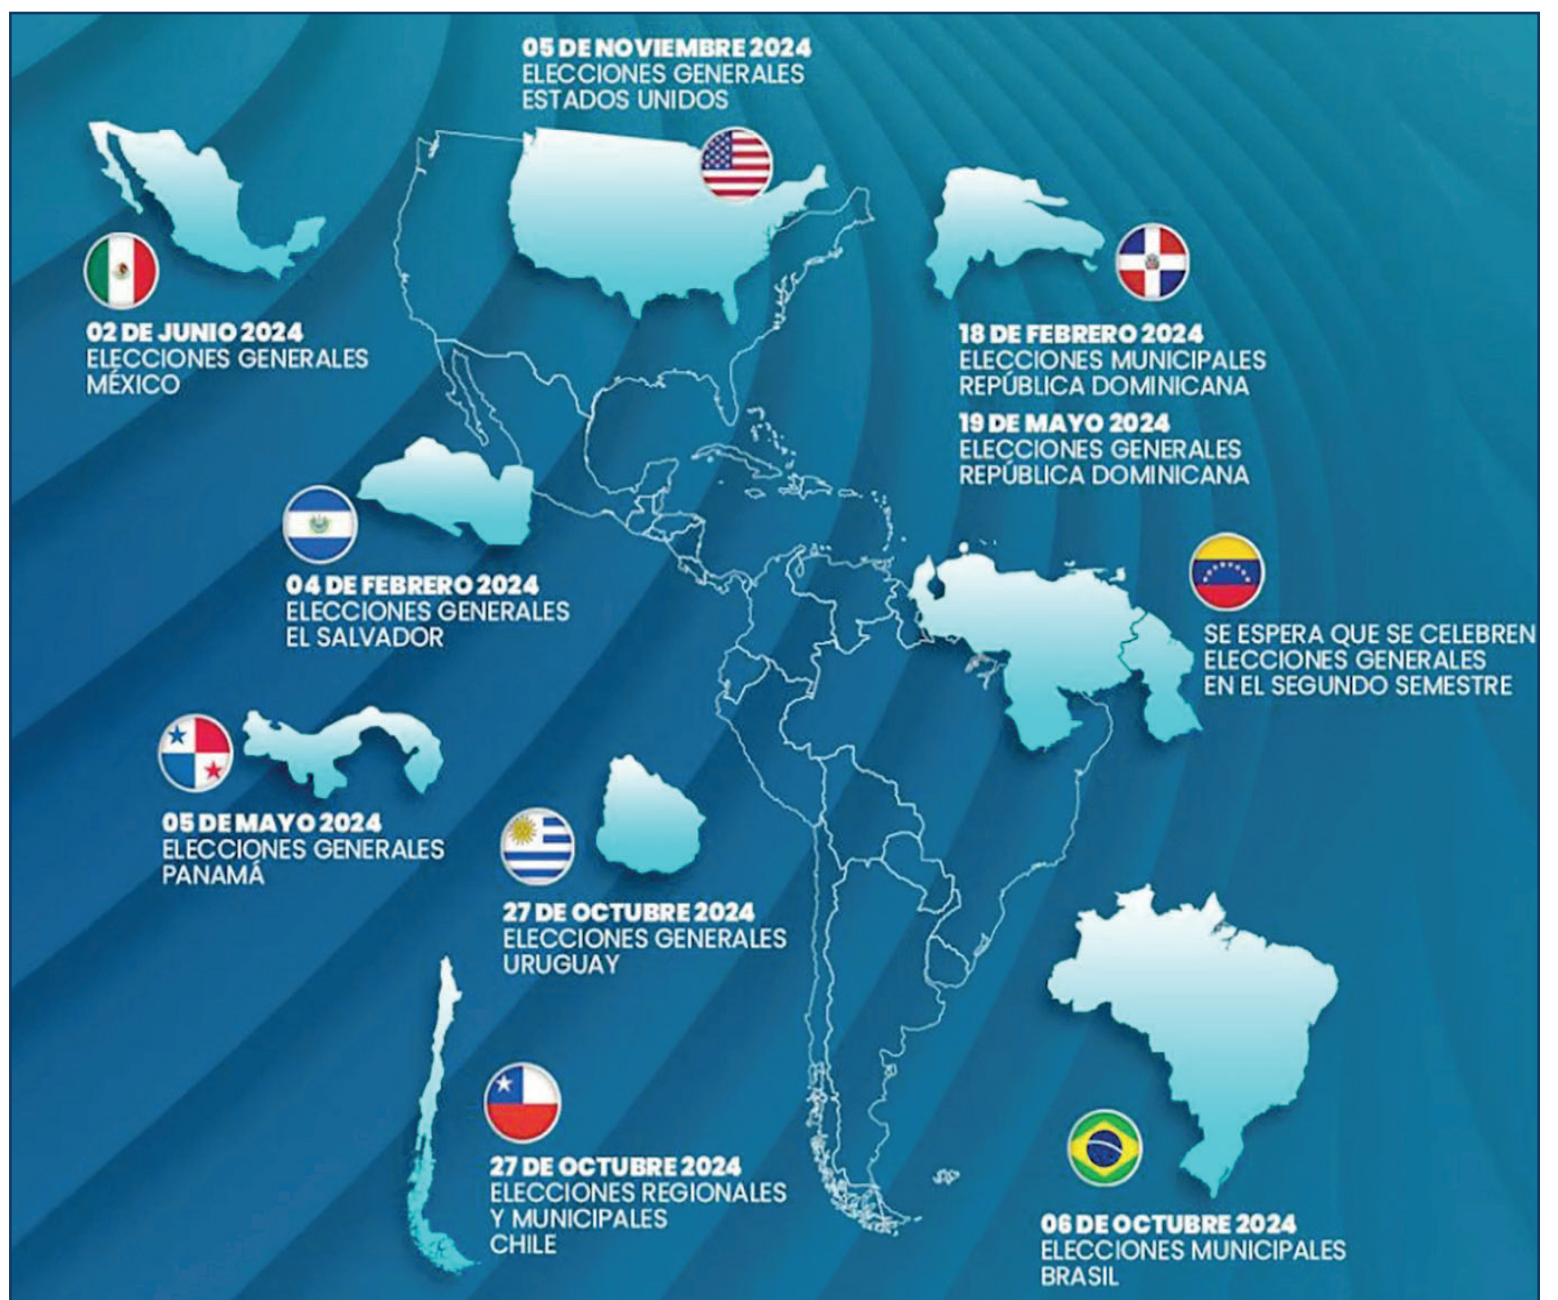 05 DE NOVIEMBRE 2024
ELECCIONES GENERALES
ESTADOS UNIDOS
02 DE JUNIO 2024
ELECCIONES GENERALES
MÉXICO
18 DE FEBRERO 2024
ELECCIONES MUNICIPALES
REPÚBLICA DOMINICANA
19 DE MAYO 2024
ELECCIONES GENERALES
REPÚBLICA DOMINICANA
04 DE FEBRERO 2024
ELECCIONES GENERALES
EL SALVADOR
SE ESPERA QUE SE CELEBREN
ELECCIONES GENERALES
EN EL SEGUNDO SEMESTRE
05 DE MAYO 2024
ELECCIONES GENERALES
PANAMÁ
27 DE OCTUBRE 2024
ELECCIONES GENERALES
URUGUAY
27 DE OCTUBRE 2024
ELECCIONES REGIONALES
Y MUNICIPALES
CHILE
06 DE OCTUBRE 2024
ELECCIONES MUNICIPALES
BRASIL